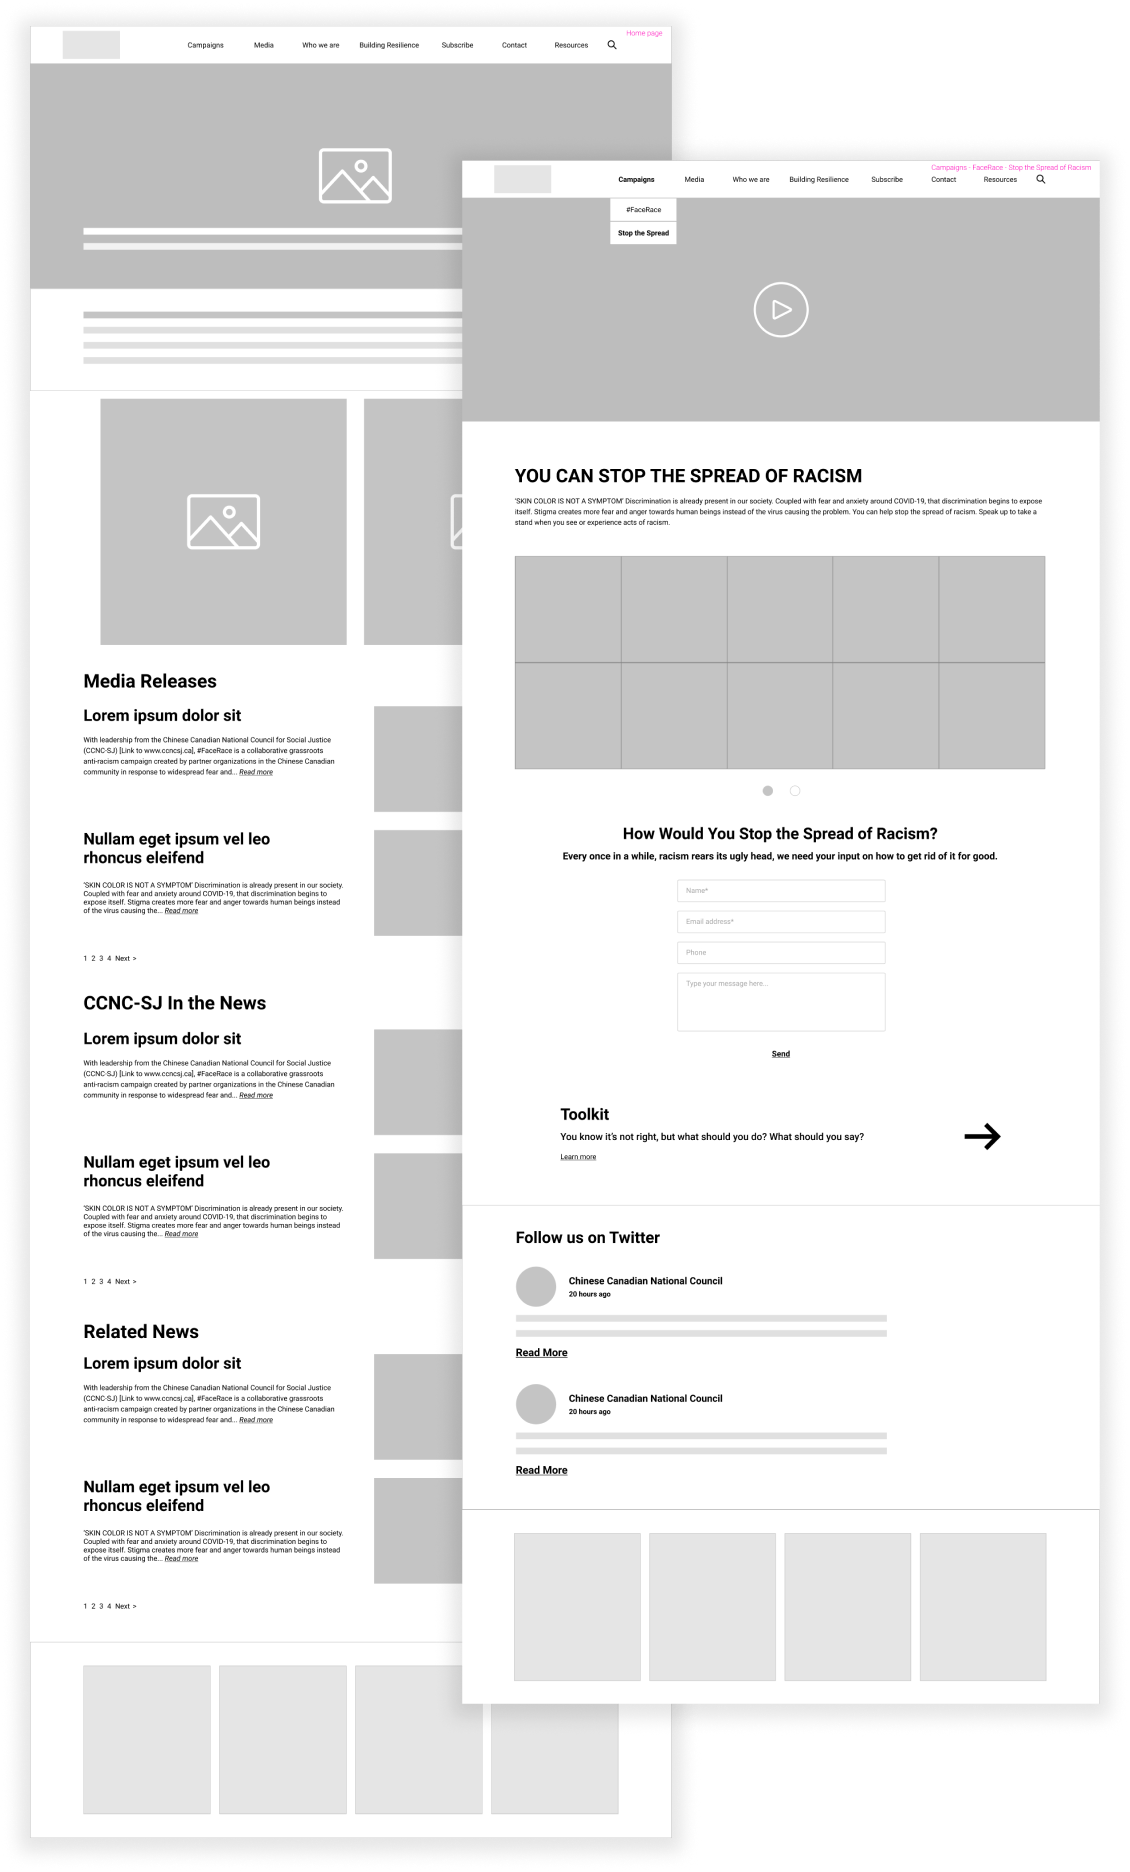 Home page
Campaigns Media Who we are Building Resilience Subscribe Contact Resources
Media Releases
Lorem ipsum dolor sit
With leadership from the Chinese Canadian National Council for Social Justice
(CCNC-SJ) [Link to www.ccncsj.ca], #FaceRace is a collaborative grassroots
anti-racism campaign created by partner organizations in the Chinese Canadian
community in response to widespread fear and... Read more
Nullam eget ipsum vel leo
rhoncus eleifend
'SKIN COLOR IS NOT A SYMPTOM' Discrimination is already present in our society.
Coupled with fear and anxiety around COVID-19, that discrimination begins to
expose itself. Stigma creates more fear and anger towards human beings instead
of the virus causing the... Read more
1 2 3 4 Next >
CCNC-SJ In the News
Lorem ipsum dolor sit
With leadership from the Chinese Canadian National Council for Social Justice
(CCNC-SJ) [Link to www.ccncsj.ca], #FaceRace is a collaborative grassroots
anti-racism campaign created by partner organizations in the Chinese Canadian
community in response to widespread fear and... Read more
Nullam eget ipsum vel leo
rhoncus eleifend
'SKIN COLOR IS NOT A SYMPTOM' Discrimination is already present in our society.
Coupled with fear and anxiety around COVID-19, that discrimination begins to
expose itself. Stigma creates more fear and anger towards human beings instead
of the virus causing the... Read more
1 2 3 4 Next >
Related News
Lorem ipsum dolor sit
With leadership from the Chinese Canadian National Council for Social Justice
(CCNC-SJ) [Link to www.ccncsj.ca], #FaceRace is a collaborative grassroots
anti-racism campaign created by partner organizations in the Chinese Canadian
community in response to widespread fear and... Read more
Nullam eget ipsum vel leo
rhoncus eleifend
'SKIN COLOR IS NOT A SYMPTOM' Discrimination is already present in our society.
Coupled with fear and anxiety around COVID-19, that discrimination begins to
expose itself. Stigma creates more fear and anger towards human beings instead
of the virus causing the... Read more
1 2 3 4 Next >
Campaigns - FaceRace - Stop the Spread of Racism
Campaigns Media Who we are Building Resilience Subscribe Contact Resources
#FaceRace
Stop the Spread
YOU CAN STOP THE SPREAD OF RACISM
'SKIN COLOR IS NOT A SYMPTOM' Discrimination is already present in our society. Coupled with fear and anxiety around COVID-19, that discrimination begins to expose
itself. Stigma creates more fear and anger towards human beings instead of the virus causing the problem. You can help stop the spread of racism. Speak up to take a
stand when you see or experience acts of racism.
How Would You Stop the Spread of Racism?
Every once in a while, racism rears its ugly head, we need your input on how to get rid of it for good.
Name*
Email address*
Phone
Type your message here...
Send
Toolkit
You know it's not right, but what should you do? What should you say?
Learn more
Follow us on Twitter
Chinese Canadian National Council
20 hours ago
Read More
Chinese Canadian National Council
20 hours ago
Read More